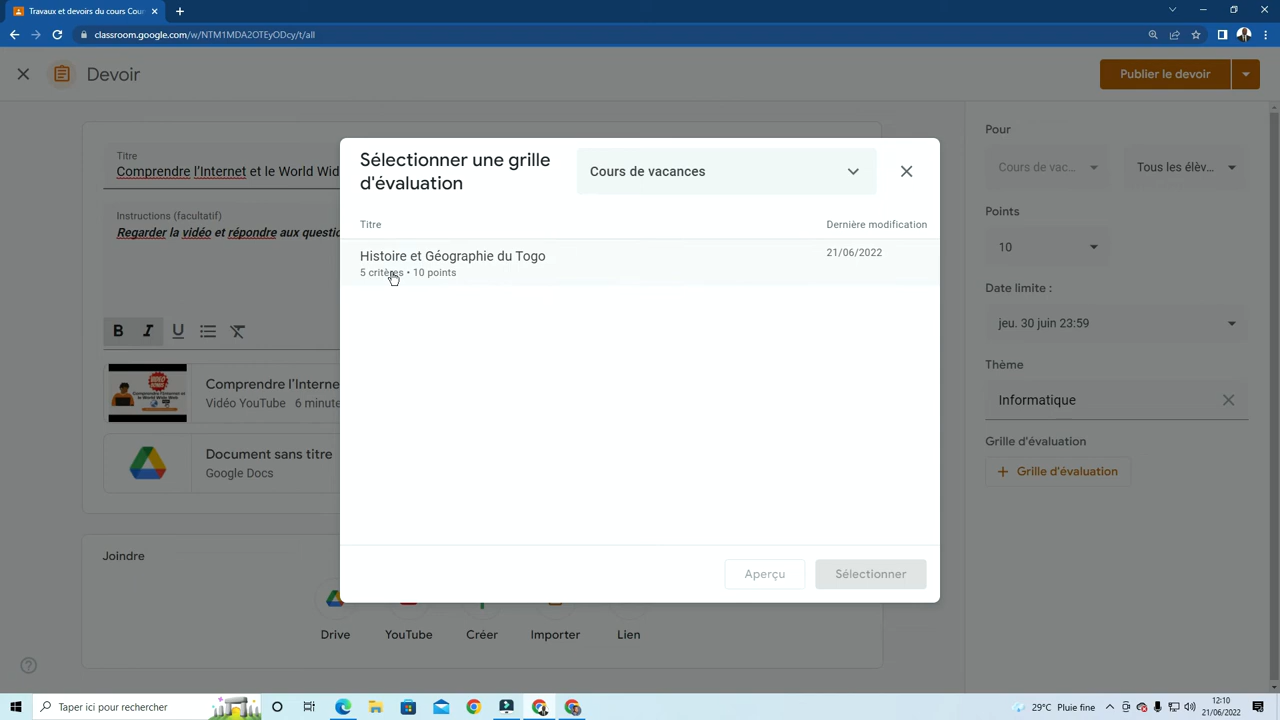 Travaux et devoirs du cours Cou
classroom.google.com/w/NTM1MDA2OTEyODcy/t/all
Devoir
Publier le devoir
Titre
Comprendre l'Internet et le World Wid
Instructions (facultatif)
Regarder la vidéo et répondre aux questio
B I U
Comprendre l'Interne
Vidéo YouTube 6 minute
Document sans titre
Google Docs
Joindre
Drive
YouTube
Créer
Importer
Lien
Sélectionner une grille
d'évaluation
Cours de vacances
Titre
Dernière modification
Histoire et Géographie du Togo
21/06/2022
5 critères • 10 points
Aperçu
Sélectionner
Pour
Cours de vac...
Tous les élèv...
Points
10
Date limite :
jeu. 30 juin 23:59
Thème
Informatique
Grille d'évaluation
Grille d'évaluation
Taper ici pour rechercher
29°C Pluie fine
12:10
21/06/2022